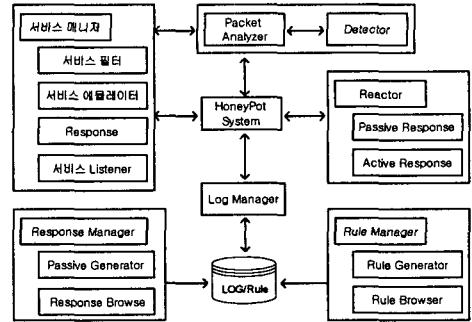 서비스 매니저
서비스 필터
서비스 에뮬레이터
Response
서비스 Listener
Packet
Analyzer
Detector
HoneyPot
System
Reactor
Passive Response
Active Response
Log Manager
Response Manager
Passive Generator
Response Browse
LOG/Rule
Rule Manager
Rule Generator
Rule Browser